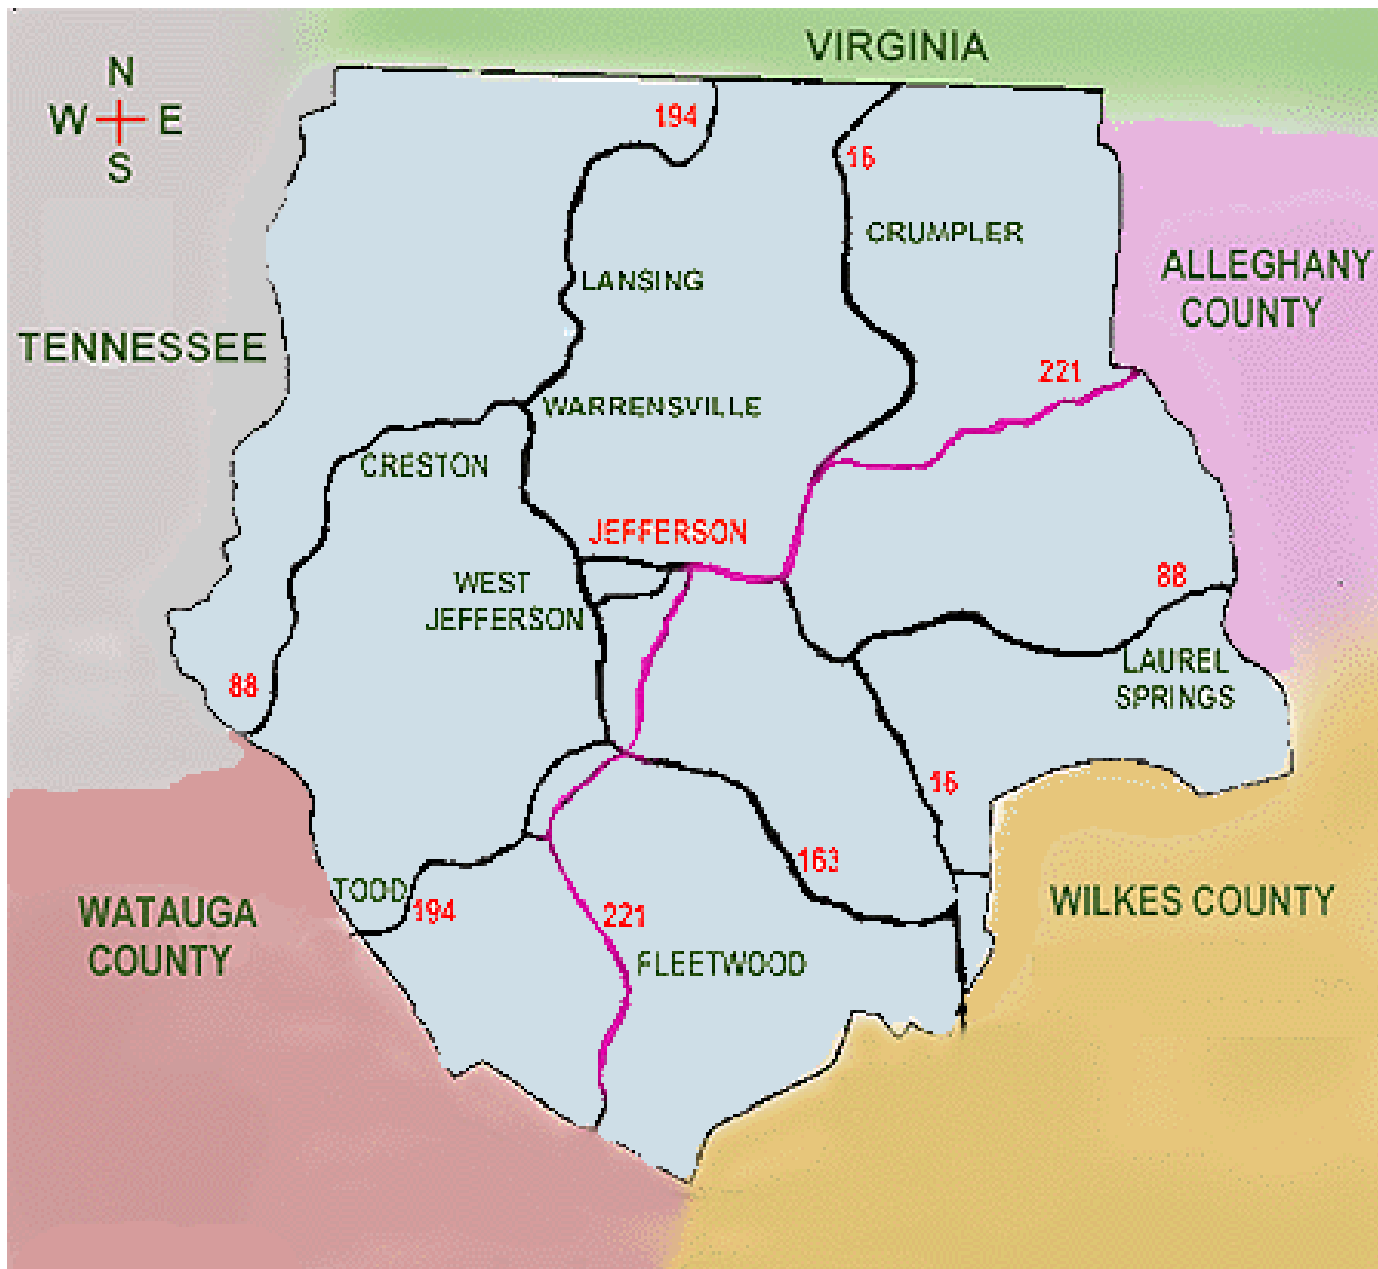 VIRGINIA
N
W E
S
194
16
CRUMPLER
ALLEGHANY
COUNTY
LANSING
TENNESSEE
221
WARRENSVILLE
CRESTON
JEFFERSON
WEST
JEFFERSON
88
LAUREL
SPRINGS
88
16
163
TODD
194
WATAUGA
COUNTY
221
WILKES COUNTY
FLEETWOOD